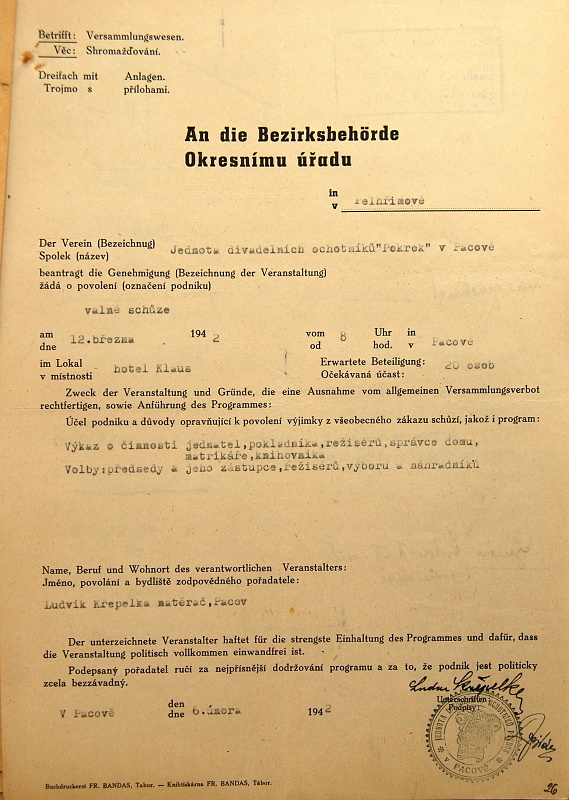 Betrifft: Versammlungswesen.
Věc: Shromažďování.
Dreifach mit Anlagen.
Trojmo s přílohami.
An die Bezirksbehörde
Okresnímu úřadu
in
v Pelhřimově
Der Verein (Bezeichnug)
Spolek (název) Jednota divadelních ochotníků"Pokrok" v Pacově
beantragt die Genehmigung (Bezeichnung der Veranstaltung)
žádá o povolení (označení podniku)
valné schůze
am 194 vom Uhr in
dne 12.března 2 od 8 hod. v Pacově
im Lokal Erwartete Beteiligung:
v místnosti hotel Klaus Očekávaná účast: 20 osob
Zweck der Veranstaltung und Gründe, die eine Ausnahme vom allgemeinen Versammlungsverbot
rechtfertigen, sowie Anführung des Programmes:
Účel podniku a důvody opravňující k povolení výjimky z všeobecného zákazu schůzí, jakož i program:
Výkaz o činnosti jednatel,pokladníka,režisérů,správce domu,
matrikáře,knihovníka
Volby:předsedy a jeho zástupce,režisérů,výboru a náhradníků
Name, Beruf und Wohnort des verantwortlichen Veranstalters:
Jméno, povolání a bydliště zodpovědného pořadatele:
Ludvík Křepelka natěrač,Pacov
Der unterzeichnete Veranstalter haftet für die strengste Einhaltung des Programmes und dafür, dass
die Veranstaltung politisch vollkommen einwandfrei ist.
Podepsaný pořadatel ručí za nejpřísnější dodržování programu a za to, že podnik jest politicky
zcela bezzávadný.
Křepelka
Unterschriften:
Podpisy:
den
V Pacově dne 6.února 1942
JEDNOTA OCHOTNÍKŮ POKROK
V PACOVĚ
26
Buchdruckerei FR. BANDAS, Tabor. — Knihtiskárna FR. BANDAS, Tábor.